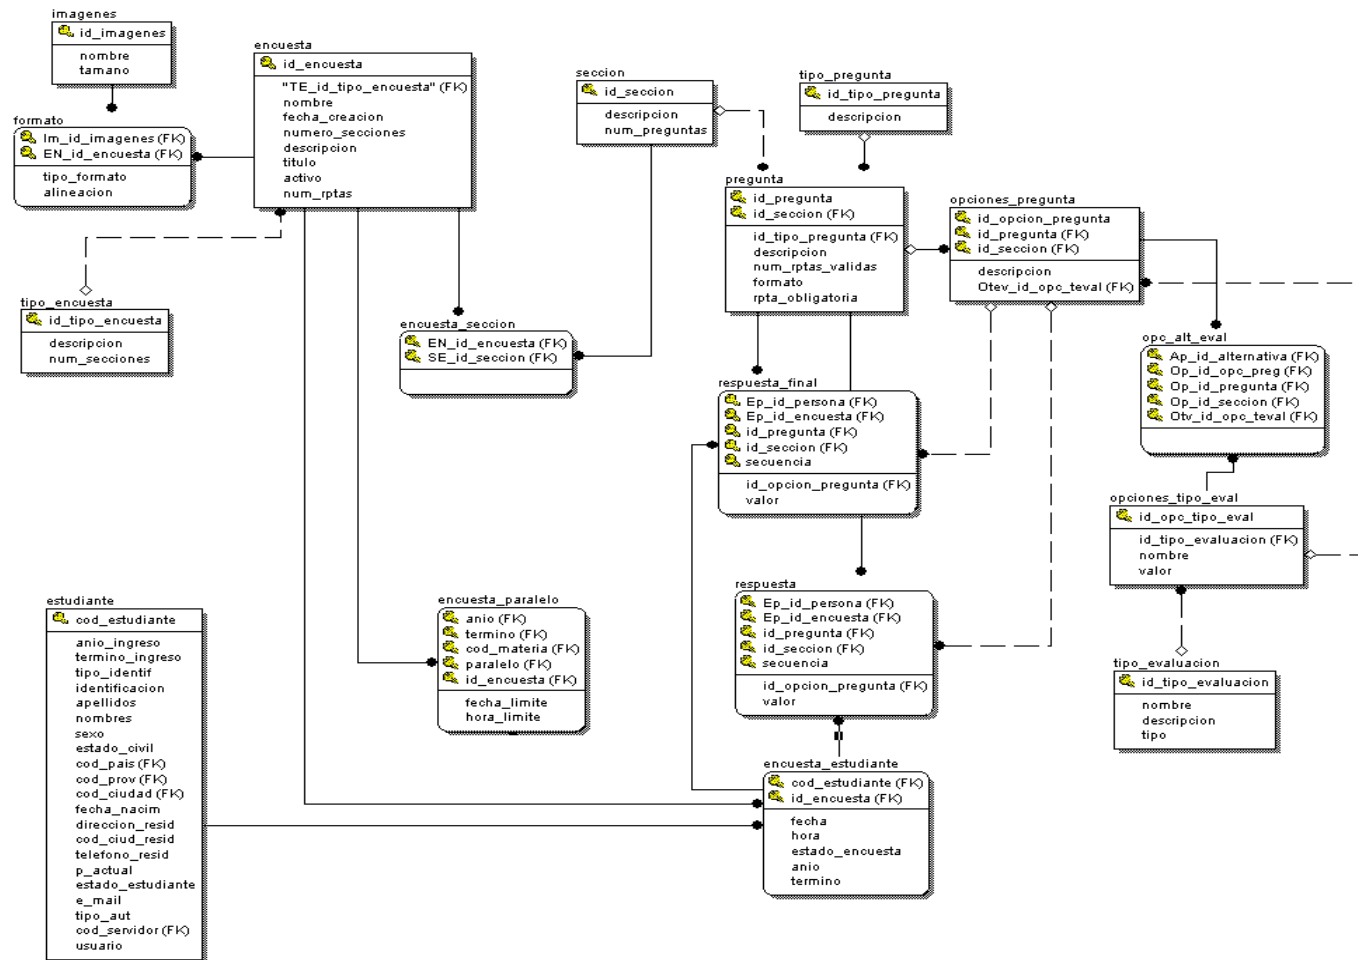 imagenes
id_imagenes
nombre
tamano
formato
Im_id_imagenes (FK)
EN_id_encuesta (FK)
tipo_formato
alineacion
encuesta
id_encuesta
"TE_id_tipo_encuesta" (FK)
nombre
fecha_creacion
numero_secciones
descripcion
titulo
activo
num_rptas
tipo_encuesta
id_tipo_encuesta
descripcion
num_secciones
seccion
id_seccion
descripcion
num_preguntas
tipo_pregunta
id_tipo_pregunta
descripcion
pregunta
id_pregunta
id_seccion (FK)
id_tipo_pregunta (FK)
descripcion
num_rptas_validas
formato
rpta_obligatoria
opciones_pregunta
id_opcion_pregunta
id_pregunta (FK)
id_seccion (FK)
descripcion
Otev_id_opc_teval (FK)
encuesta_seccion
EN_id_encuesta (FK)
SE_id_seccion (FK)
opc_alt_eval
Ap_id_alternativa (FK)
Op_id_opc_preg (FK)
Op_id_pregunta (FK)
Op_id_seccion (FK)
Otv_id_opc_teval (FK)
respuesta_final
Ep_id_persona (FK)
Ep_id_encuesta (FK)
id_pregunta (FK)
id_seccion (FK)
secuencia
id_opcion_pregunta (FK)
valor
opciones_tipo_eval
id_opc_tipo_eval
id_tipo_evaluacion (FK)
nombre
valor
respuesta
Ep_id_persona (FK)
Ep_id_encuesta (FK)
id_pregunta (FK)
id_seccion (FK)
secuencia
id_opcion_pregunta (FK)
valor
tipo_evaluacion
id_tipo_evaluacion
nombre
descripcion
tipo
encuesta_paralelo
anio (FK)
termino (FK)
cod_materia (FK)
paralelo (FK)
id_encuesta (FK)
fecha_limite
hora_limite
estudiante
cod_estudiante
anio_ingreso
termino_ingreso
tipo_identif
identificacion
apellidos
nombres
sexo
estado_civil
cod_pais (FK)
cod_prov (FK)
cod_ciudad (FK)
fecha_nacim
direccion_resid
cod_ciud_resid
telefono_resid
p_actual
estado_estudiante
e_mail
tipo_aut
cod_servidor (FK)
usuario
encuesta_estudiante
cod_estudiante (FK)
id_encuesta (FK)
fecha
hora
estado_encuesta
anio
termino